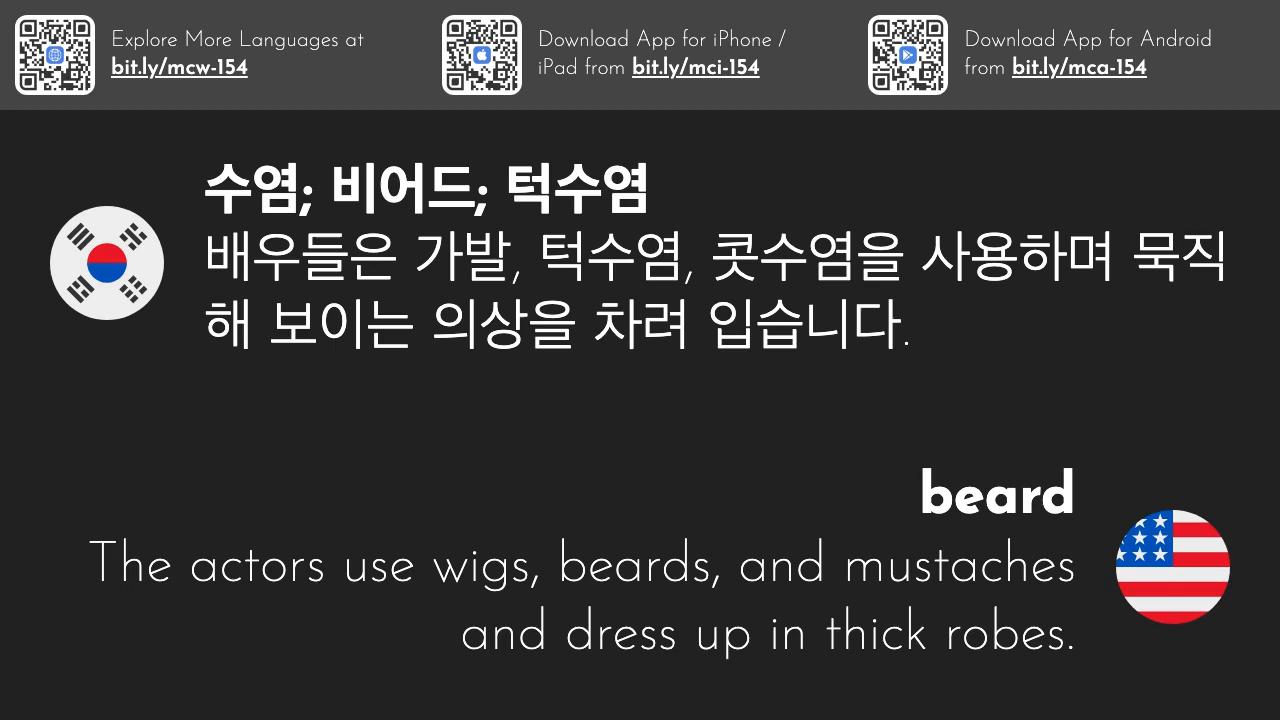 Explore More Languages at
bit.ly/mcw-154
Download App for iPhone /
iPad from bit.ly/mci-154
Download App for Android
from bit.ly/mca-154
수염; 비어드; 턱수염
배우들은 가발, 턱수염, 콧수염을 사용하며 묵직
해 보이는 의상을 차려 입습니다.
beard
The actors use wigs, beards, and mustaches
and dress up in thick robes.